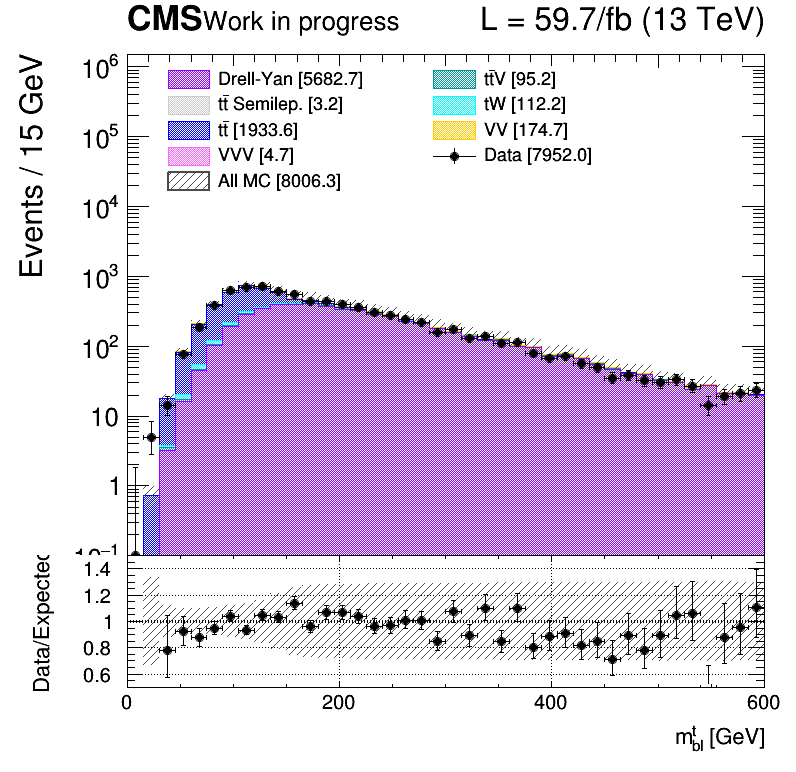 CMS Work in progress L = 59.7/fb (13 TeV)
Events / 15 GeV
10⁶
10⁵
10⁴
10³
10²
10
1
10⁻¹
Drell-Yan [5682.7]
tt̄ Semilep. [3.2]
tt̄ [1933.6]
VVV [4.7]
All MC [8006.3]
tt̄V [95.2]
tW [112.2]
VV [174.7]
Data [7952.0]
Data/Expected
1.4
1.2
1
0.8
0.6
0 200 400 600
mᵗbl [GeV]